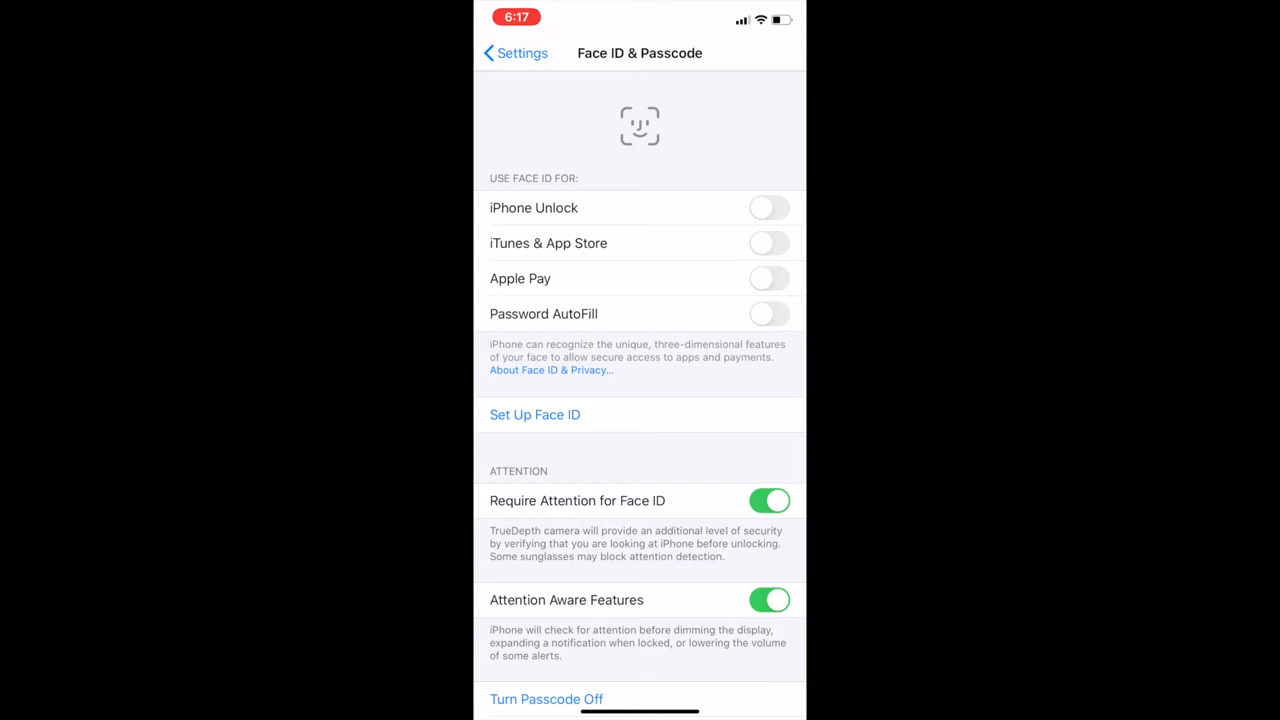 6:17
Settings
Face ID & Passcode
USE FACE ID FOR:
iPhone Unlock
iTunes & App Store
Apple Pay
Password AutoFill
iPhone can recognize the unique, three-dimensional features
of your face to allow secure access to apps and payments.
About Face ID & Privacy...
Set Up Face ID
ATTENTION
Require Attention for Face ID
TrueDepth camera will provide an additional level of security
by verifying that you are looking at iPhone before unlocking.
Some sunglasses may block attention detection.
Attention Aware Features
iPhone will check for attention before dimming the display,
expanding a notification when locked, or lowering the volume
of some alerts.
Turn Passcode Off